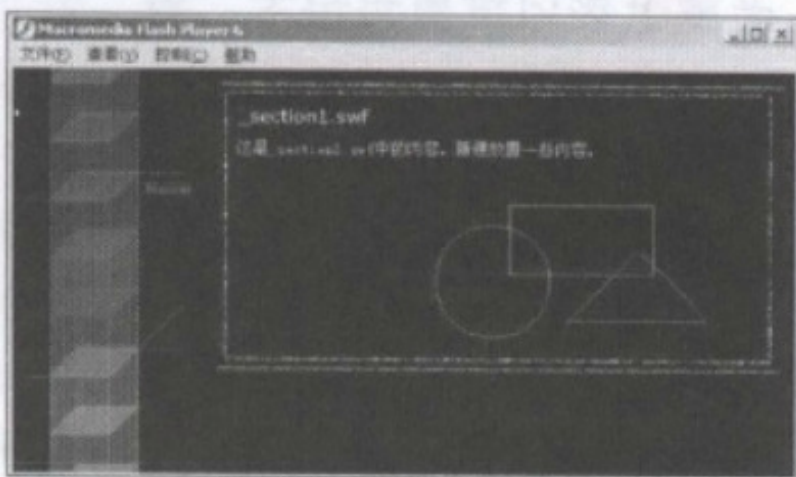 Macromedia Flash Player 6
文件(F) 查看(V) 控制(C) 帮助
_section1.swf
这是_section1.swf中的内容，随便放置一些内容。